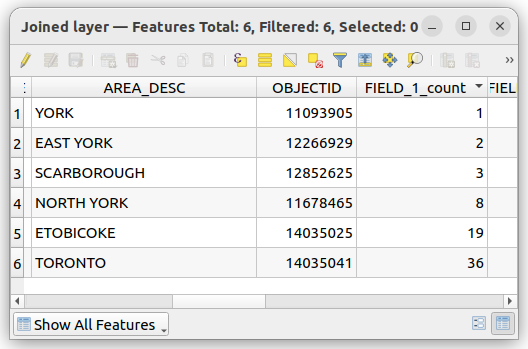 Joined layer — Features Total: 6, Filtered: 6, Selected: 0
AREA_DESC OBJECTID FIELD_1_count FIEL
1 YORK 11093905 1
2 EAST YORK 12266929 2
3 SCARBOROUGH 12852625 3
4 NORTH YORK 11678465 8
5 ETOBICOKE 14035025 19
6 TORONTO 14035041 36
Show All Features